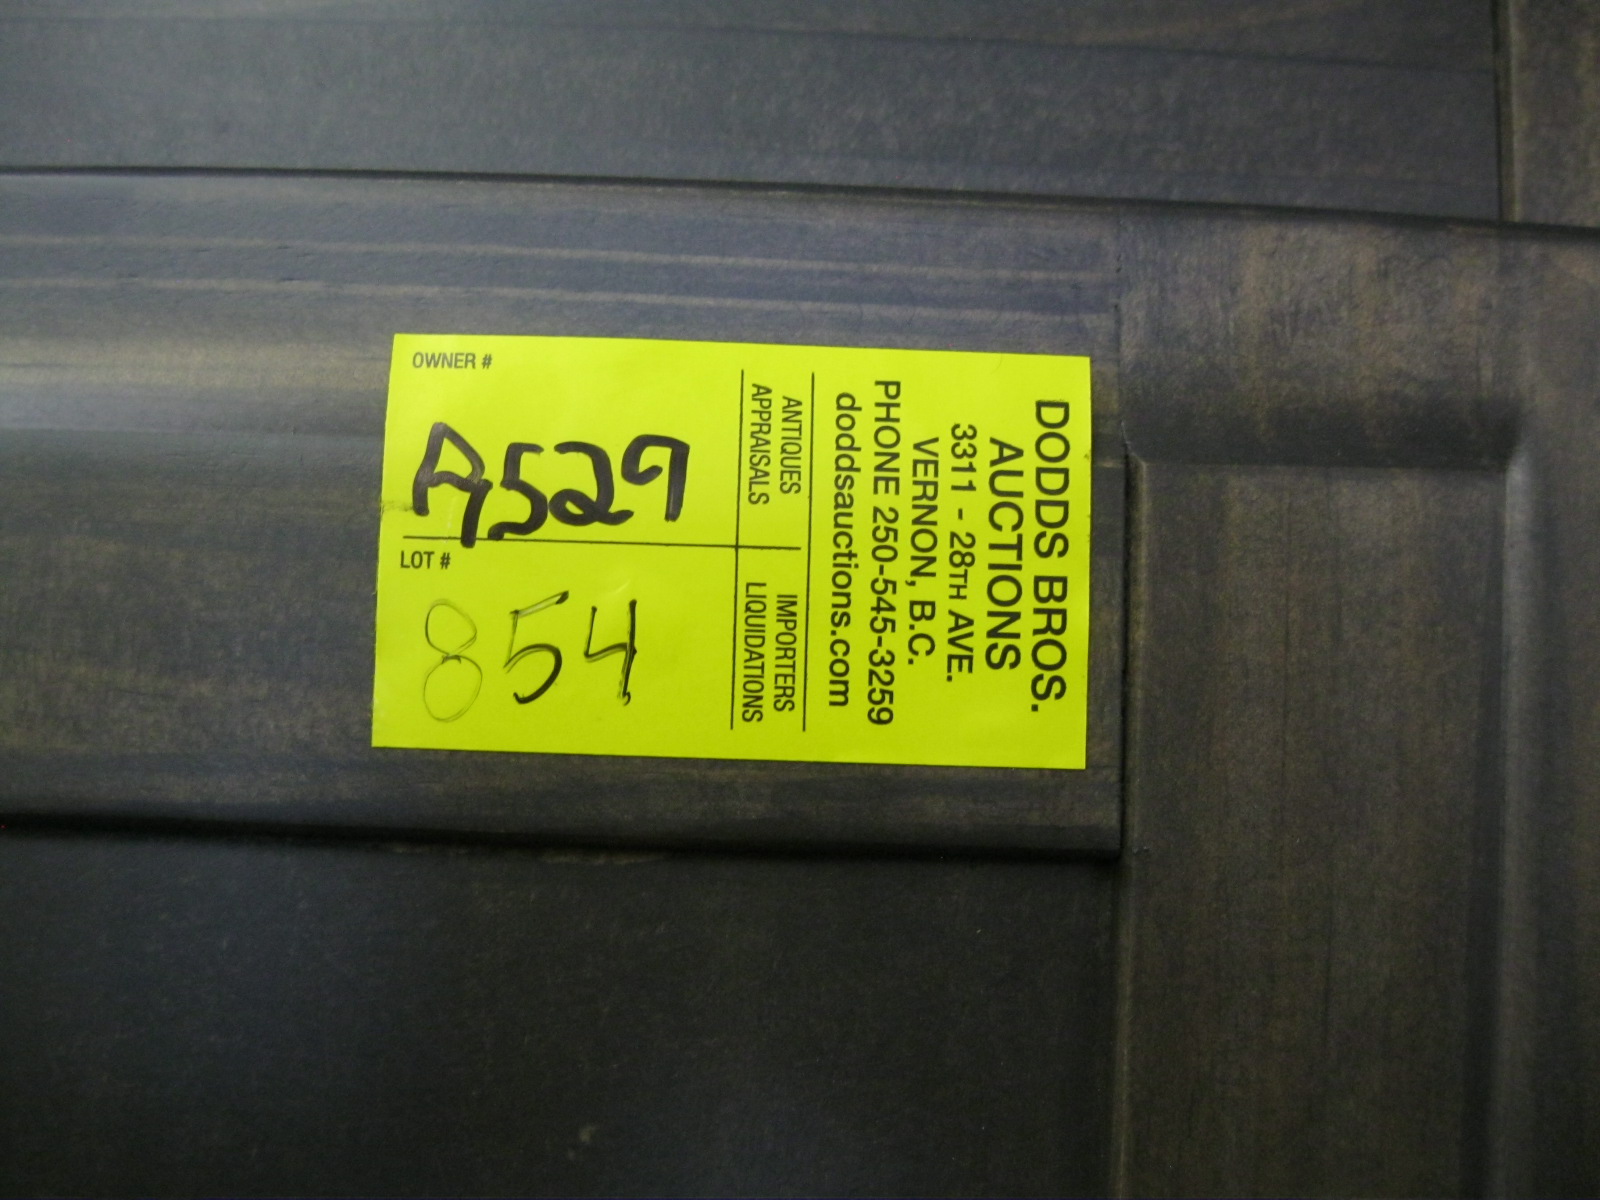 DODDS BROS.
AUCTIONS
3311 - 28TH AVE.
VERNON, B.C.
PHONE 250-545-3259
doddsauctions.com
ANTIQUES IMPORTERS
APPRAISALS LIQUIDATIONS
OWNER #
A529
LOT #
854